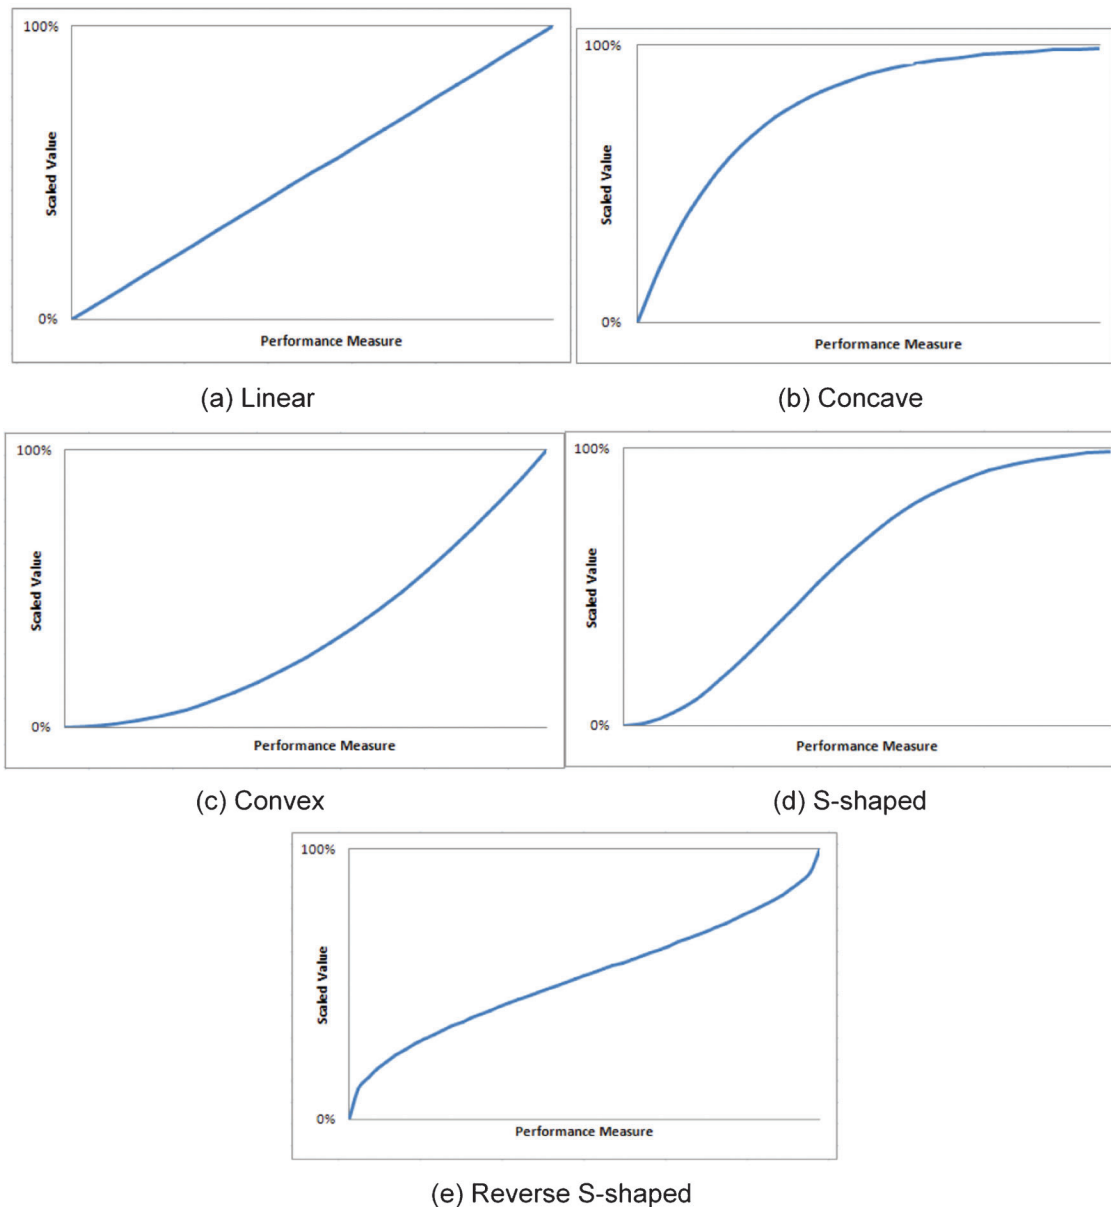 100%
Scaled Value
0%
Performance Measure
(a) Linear
100%
Scaled Value
0%
Performance Measure
(b) Concave
100%
Scaled Value
0%
Performance Measure
(c) Convex
100%
Scaled Value
0%
Performance Measure
(d) S-shaped
100%
Scaled Value
0%
Performance Measure
(e) Reverse S-shaped